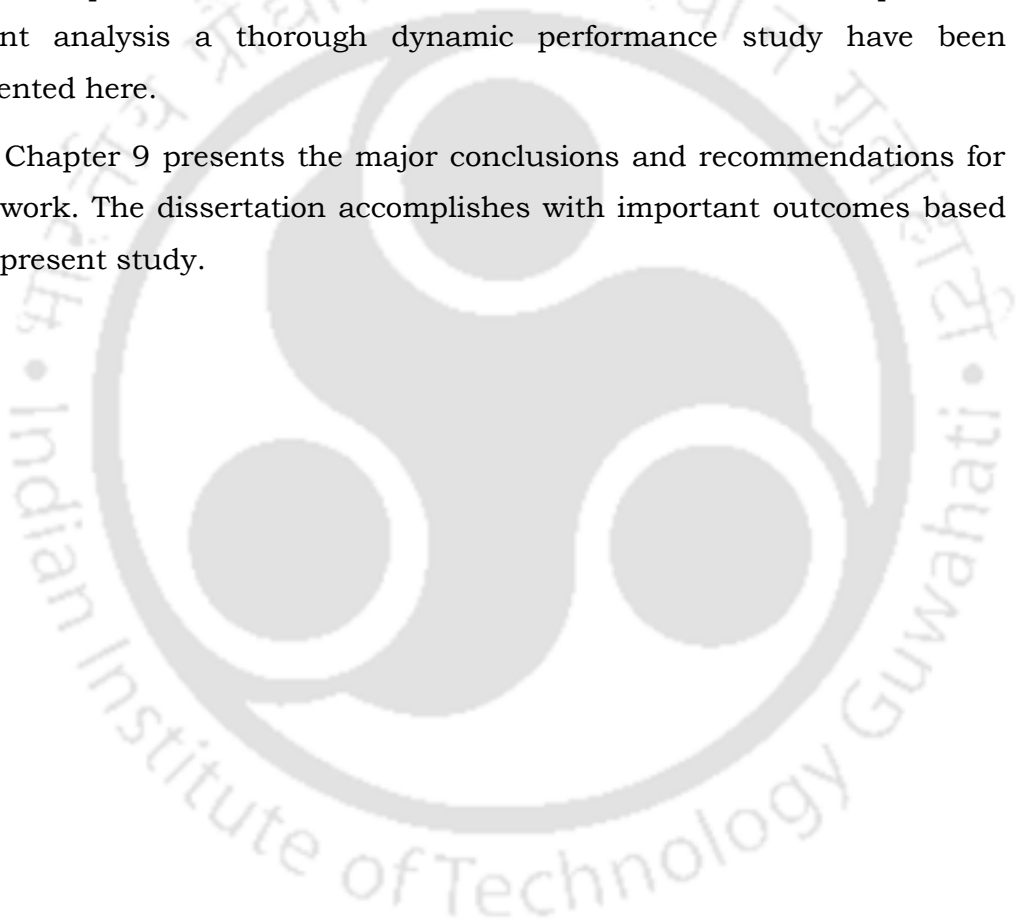 nt analysis a thorough dynamic performance study have been
ented here.
Chapter 9 presents the major conclusions and recommendations for
work. The dissertation accomplishes with important outcomes based
present study.
• Indian Institute of Technology Guwahati •